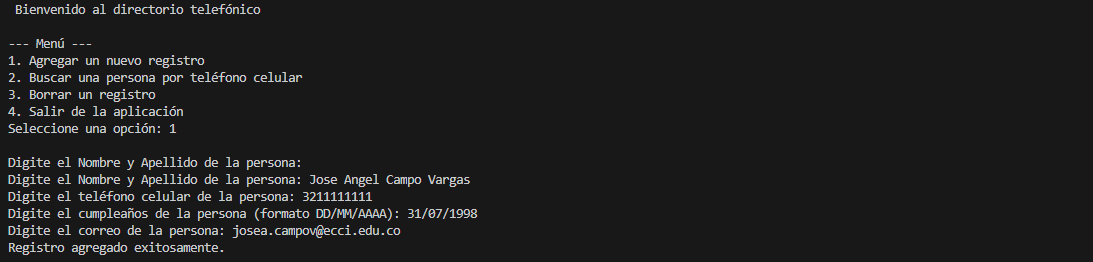 Bienvenido al directorio telefónico
--- Menú ---
1. Agregar un nuevo registro
2. Buscar una persona por teléfono celular
3. Borrar un registro
4. Salir de la aplicación
Seleccione una opción: 1
Digite el Nombre y Apellido de la persona:
Digite el Nombre y Apellido de la persona: Jose Angel Campo Vargas
Digite el teléfono celular de la persona: 3211111111
Digite el cumpleaños de la persona (formato DD/MM/AAAA): 31/07/1998
Digite el correo de la persona: josea.campov@ecci.edu.co
Registro agregado exitosamente.